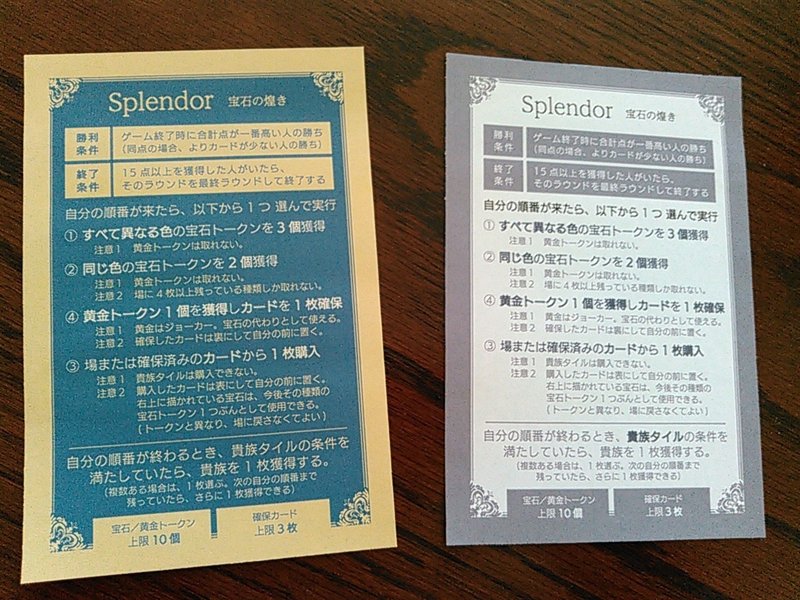 Splendor 宝石の煌き
勝利条件
ゲーム終了時に合計点が一番高い人の勝ち
(同点の場合、よりカードが少ない人の勝ち)
終了条件
15点以上を獲得した人がいたら、
そのラウンドを最終ラウンドして終了する
自分の順番が来たら、以下から1つ 選んで実行
① すべて異なる色の宝石トークンを3個獲得
注意1 黄金トークンは取れない。
② 同じ色の宝石トークンを2個獲得
注意1 黄金トークンは取れない。
注意2 場に4枚以上残っている種類しか取れない。
④ 黄金トークン1個を獲得しカードを1枚確保
注意1 黄金はジョーカー。宝石の代わりとして使える。
注意2 確保したカードは裏にして自分の前に置く。
③ 場または確保済みのカードから1枚購入
注意1 貴族タイルは購入できない。
注意2 購入したカードは表にして自分の前に置く。
右上に描かれている宝石は、今後その種類の
宝石トークン1つぶんとして使用できる。
(トークンと異なり、場に戻さなくてよい)
自分の順番が終わるとき、貴族タイルの条件を
満たしていたら、貴族を1枚獲得する。
(複数ある場合は、1枚選ぶ。次の自分の順番まで
残っていたら、さらに1枚獲得できる)
宝石/黄金トークン
上限10個
確保カード
上限3枚
Splendor 宝石の煌き
勝利条件
ゲーム終了時に合計点が一番高い人の勝ち
(同点の場合、よりカードが少ない人の勝ち)
終了条件
15点以上を獲得した人がいたら、
そのラウンドを最終ラウンドして終了する
自分の順番が来たら、以下から1つ 選んで実行
① すべて異なる色の宝石トークンを3個獲得
注意1 黄金トークンは取れない。
② 同じ色の宝石トークンを2個獲得
注意1 黄金トークンは取れない。
注意2 場に4枚以上残っている種類しか取れない。
④ 黄金トークン1個を獲得しカードを1枚確保
注意1 黄金はジョーカー。宝石の代わりとして使える。
注意2 確保したカードは裏にして自分の前に置く。
③ 場または確保済みのカードから1枚購入
注意1 貴族タイルは購入できない。
注意2 購入したカードは表にして自分の前に置く。
右上に描かれている宝石は、今後その種類の
宝石トークン1つぶんとして使用できる。
(トークンと異なり、場に戻さなくてよい)
自分の順番が終わるとき、貴族タイルの条件を
満たしていたら、貴族を1枚獲得する。
(複数ある場合は、1枚選ぶ。次の自分の順番まで
残っていたら、さらに1枚獲得できる)
宝石/黄金トークン
上限10個
確保カード
上限3枚